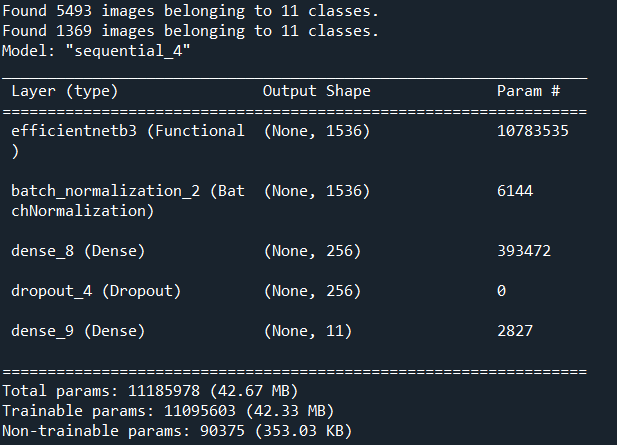 Found 5493 images belonging to 11 classes.
Found 1369 images belonging to 11 classes.
Model: "sequential_4"
_________________________________________________________________
Layer (type) Output Shape Param #
=================================================================
efficientnetb3 (Functional (None, 1536) 10783535
)
batch_normalization_2 (Bat (None, 1536) 6144
chNormalization)
dense_8 (Dense) (None, 256) 393472
dropout_4 (Dropout) (None, 256) 0
dense_9 (Dense) (None, 11) 2827
=================================================================
Total params: 11185978 (42.67 MB)
Trainable params: 11095603 (42.33 MB)
Non-trainable params: 90375 (353.03 KB)